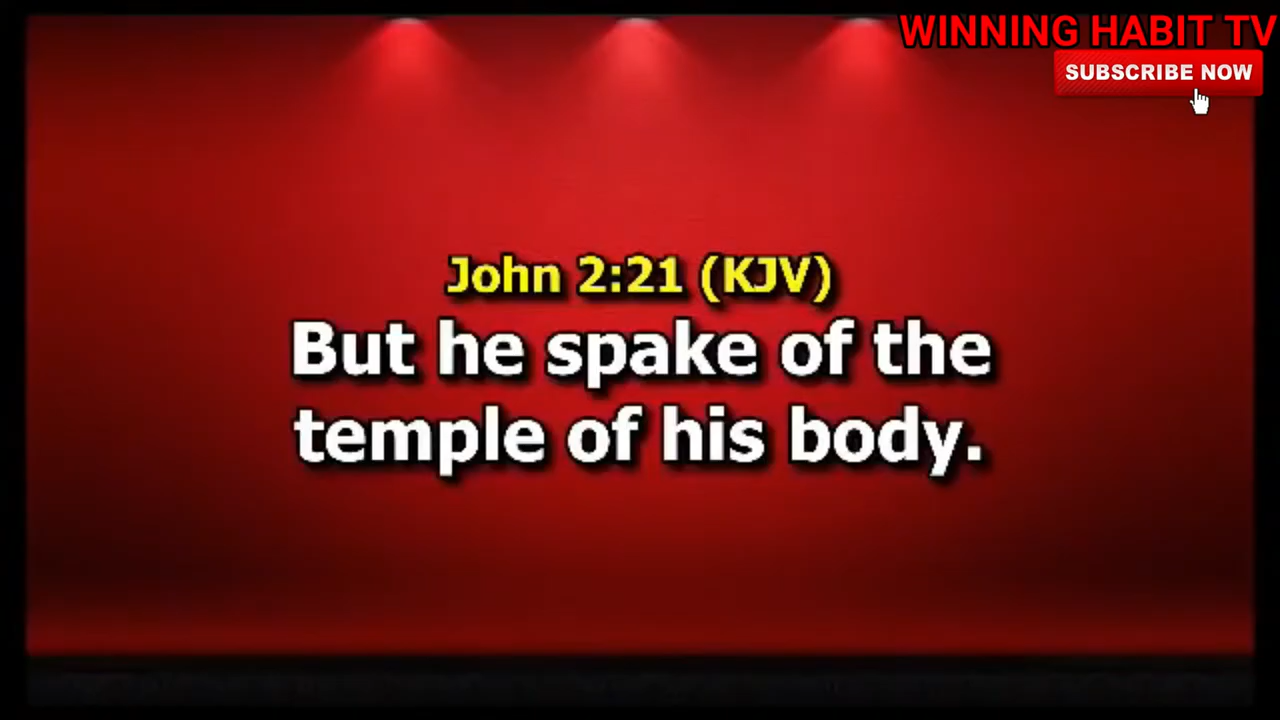 WINNING HABIT TV
SUBSCRIBE NOW
John 2:21 (KJV)
But he spake of the
temple of his body.